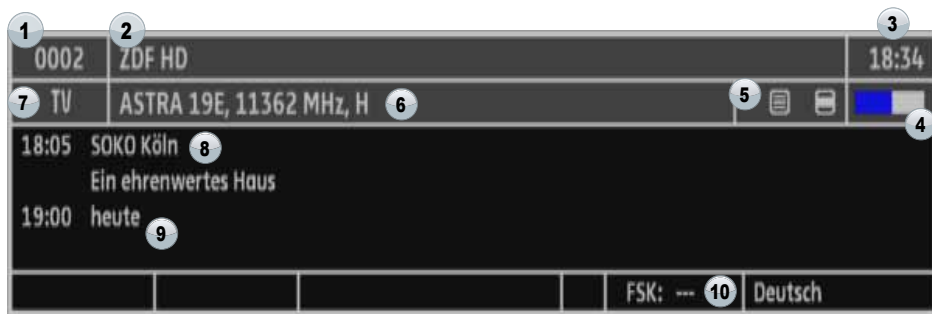 1 2 3
0002 ZDF HD 18:34
7 TV ASTRA 19E, 11362 MHz, H 6 5 4
18:05 SOKO Köln 8
Ein ehrenwertes Haus
19:00 heute 9
FSK: --- 10 Deutsch